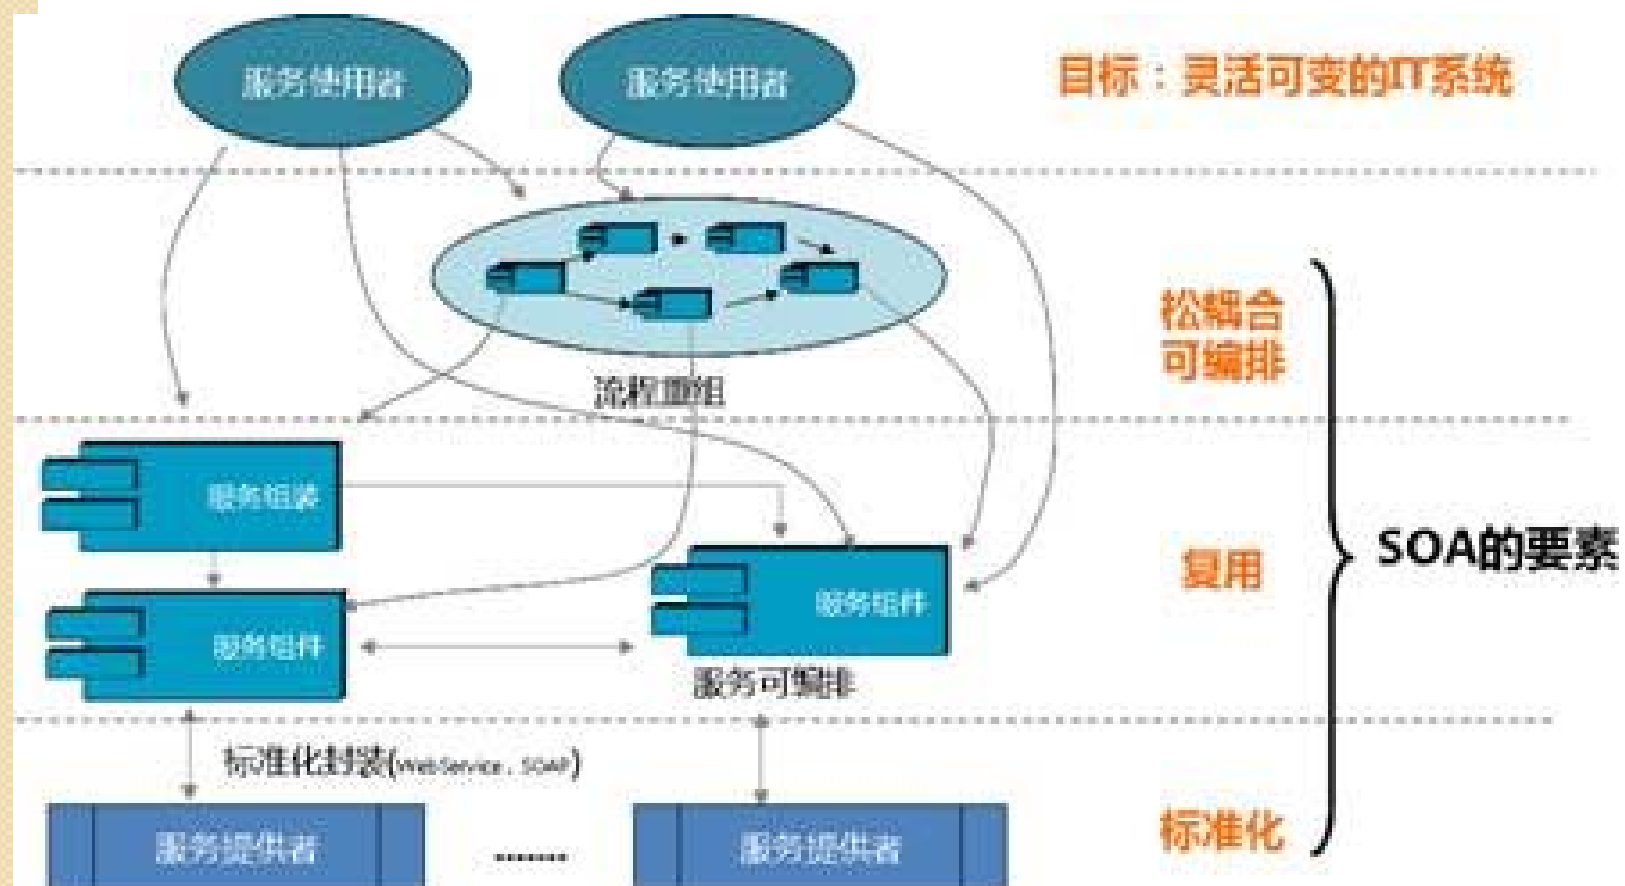 服务使用者
服务使用者
目标：灵活可变的IT系统
松耦合
可编排
流程重组
服务组装
复用
SOA的要素
服务组件
服务组件
服务可编排
标准化封装(WebService，SOAP)
标准化
服务提供者
.......
服务提供者